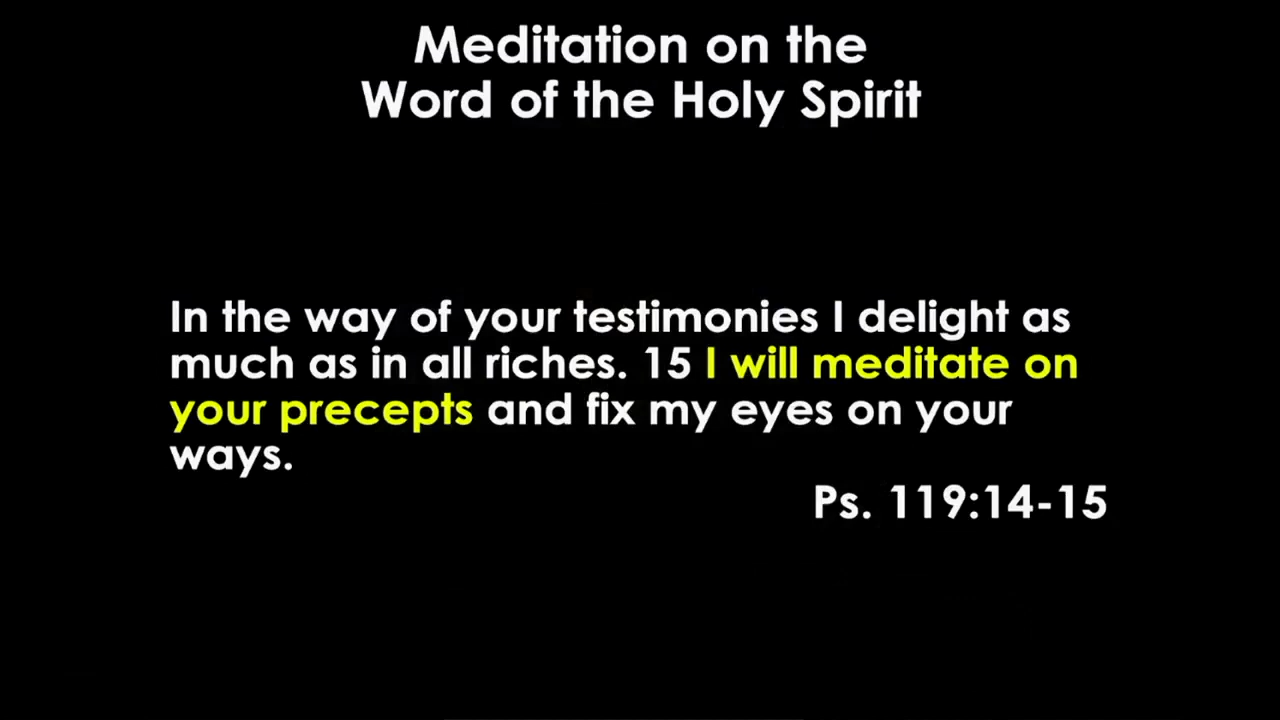 Meditation on the
Word of the Holy Spirit
In the way of your testimonies I delight as
much as in all riches. 15 I will meditate on
your precepts and fix my eyes on your
ways.
Ps. 119:14-15